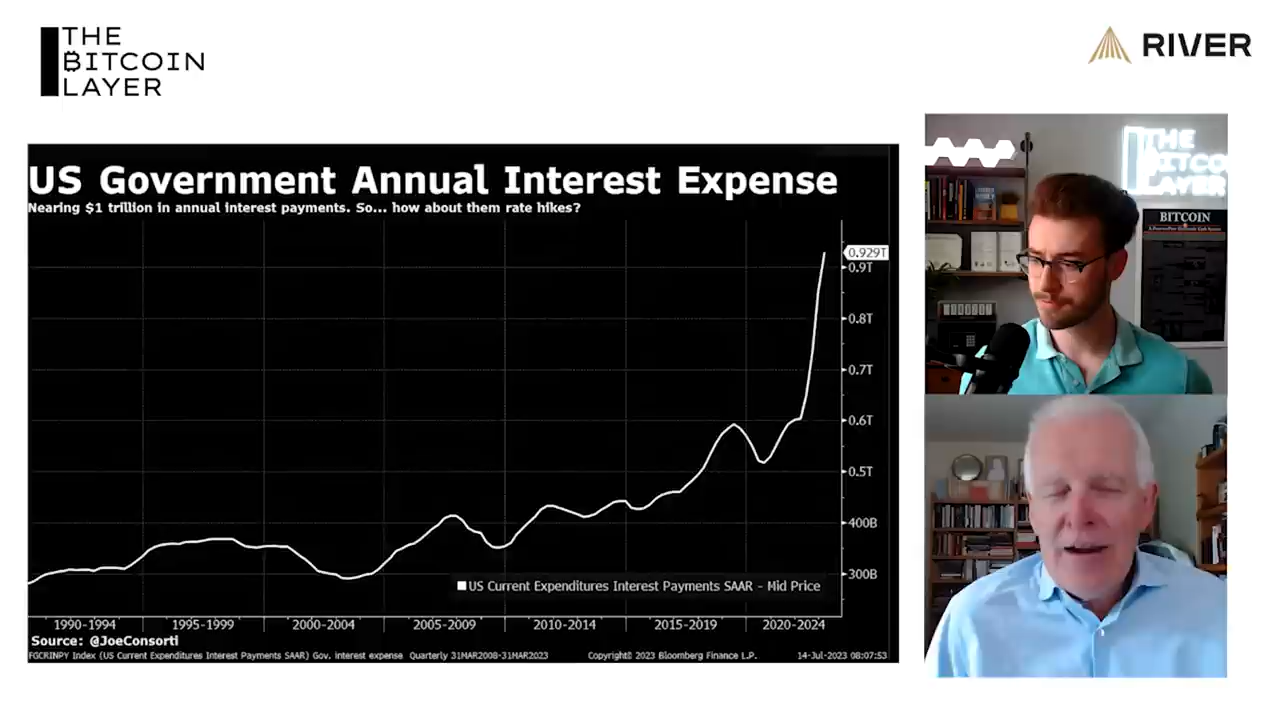 THE
BITCOIN
LAYER
RIVER
US Government Annual Interest Expense
Nearing $1 trillion in annual interest payments. So... how about them rate hikes?
0.929T
0.9T
0.8T
0.7T
0.6T
0.5T
400B
300B
US Current Expenditures Interest Payments SAAR - Mid Price
1990-1994 1995-1999 2000-2004 2005-2009 2010-2014 2015-2019 2020-2024
Source: @JoeConsorti
FGCRINPY Index (US Current Expenditures Interest Payments SAAR) Gov. interest expense Quarterly 31MAR2008-31MAR2023 Copyright© 2023 Bloomberg Finance L.P. 14-Jul-2023 08:07:53
THE
BITCO
LAYER
BITCOIN